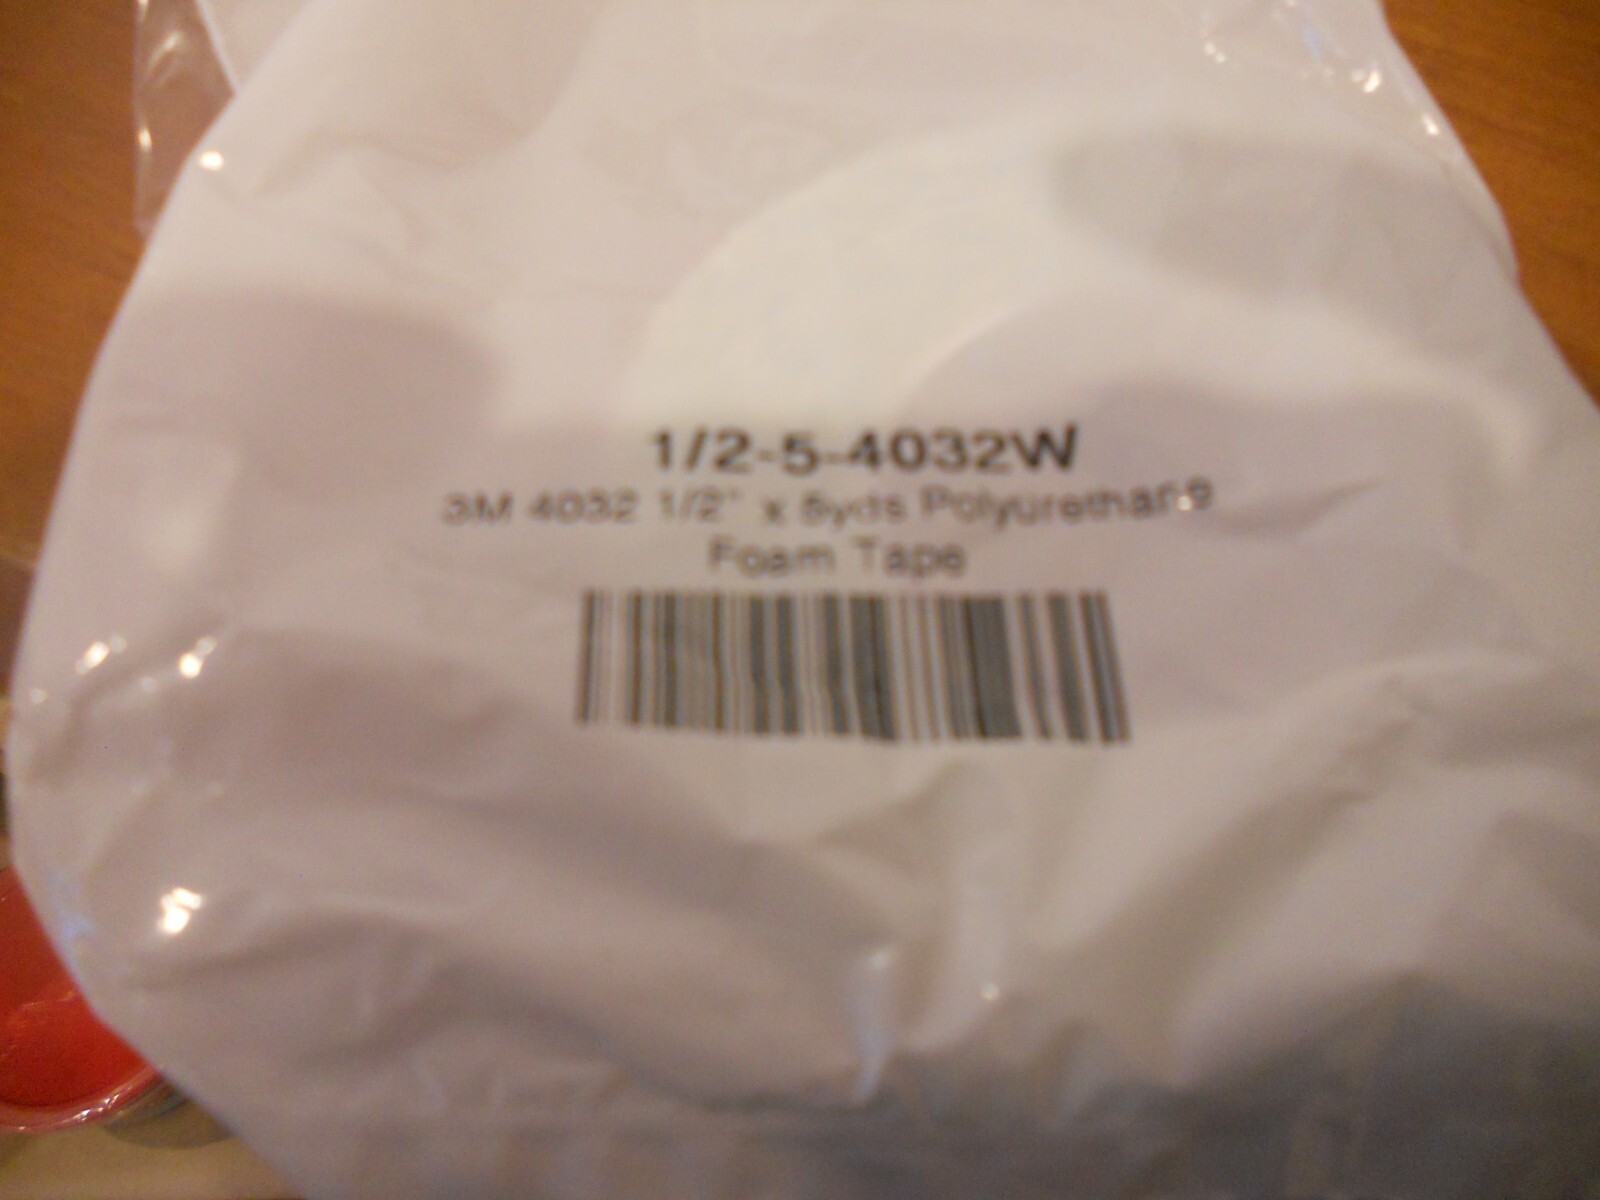 1/2-5-4032W
3M 4032 1/2" x 5yds Polyurethane
Foam Tape